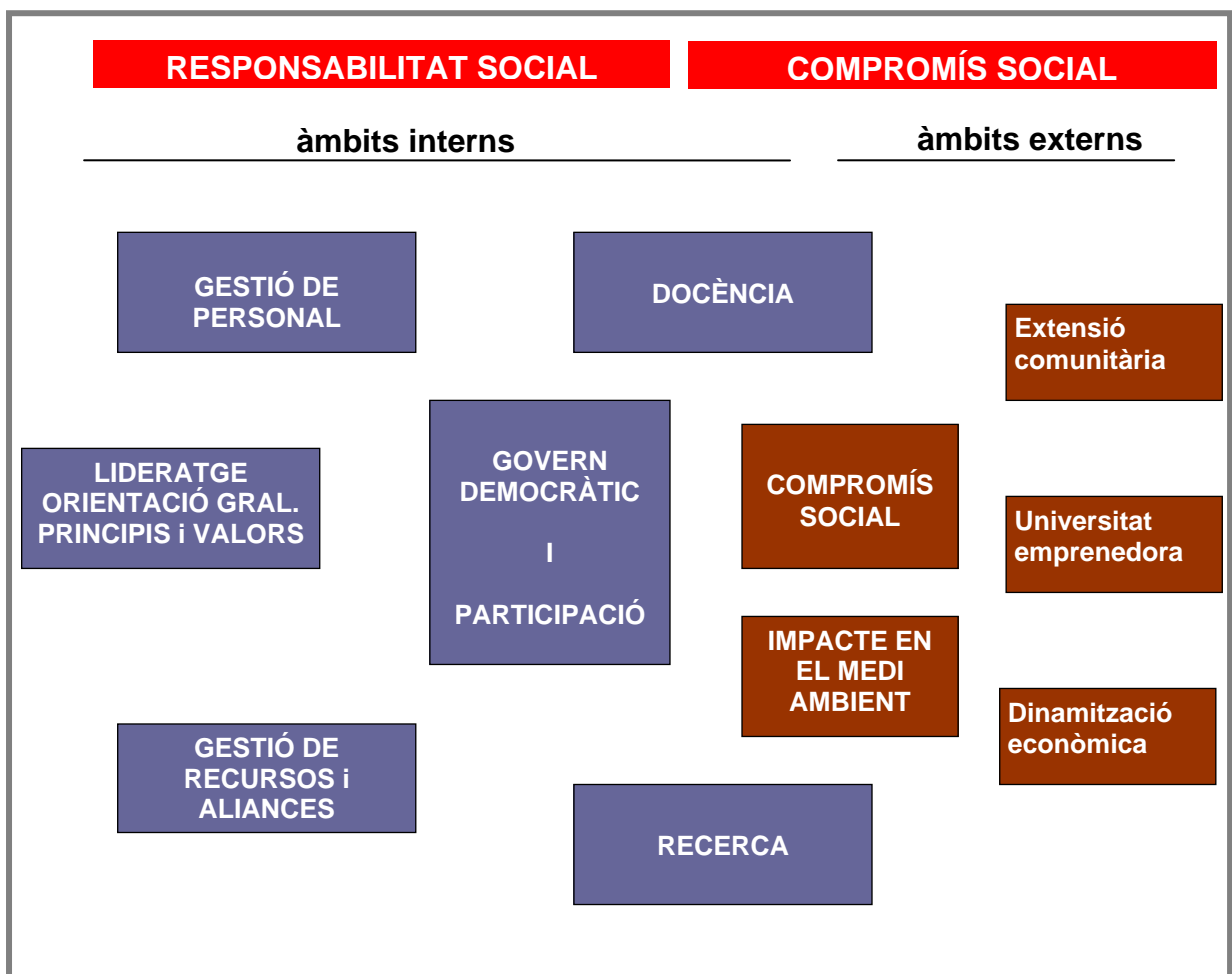 RESPONSABILITAT SOCIAL
COMPROMÍS SOCIAL
àmbits interns
àmbits externs
GESTIÓ DE
PERSONAL
DOCÈNCIA
Extensió
comunitària
LIDERATGE
ORIENTACIÓ GRAL.
PRINCIPIS i VALORS
GOVERN
DEMOCRÀTIC
I
PARTICIPACIÓ
COMPROMÍS
SOCIAL
Universitat
emprenedora
IMPACTE EN
EL MEDI
AMBIENT
Dinamització
econòmica
GESTIÓ DE
RECURSOS i
ALIANCES
RECERCA